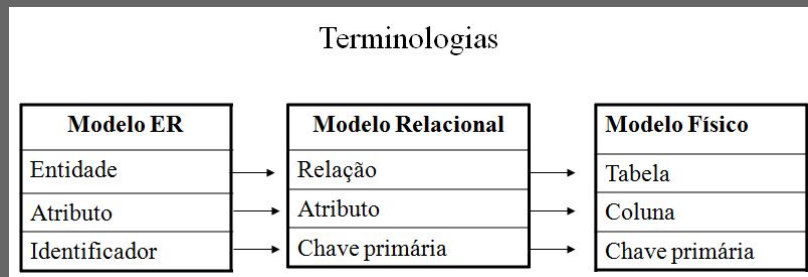 Terminologias
Modelo ER
Modelo Relacional
Modelo Físico
Entidade
Relação
Tabela
Atributo
Atributo
Coluna
Identificador
Chave primária
Chave primária